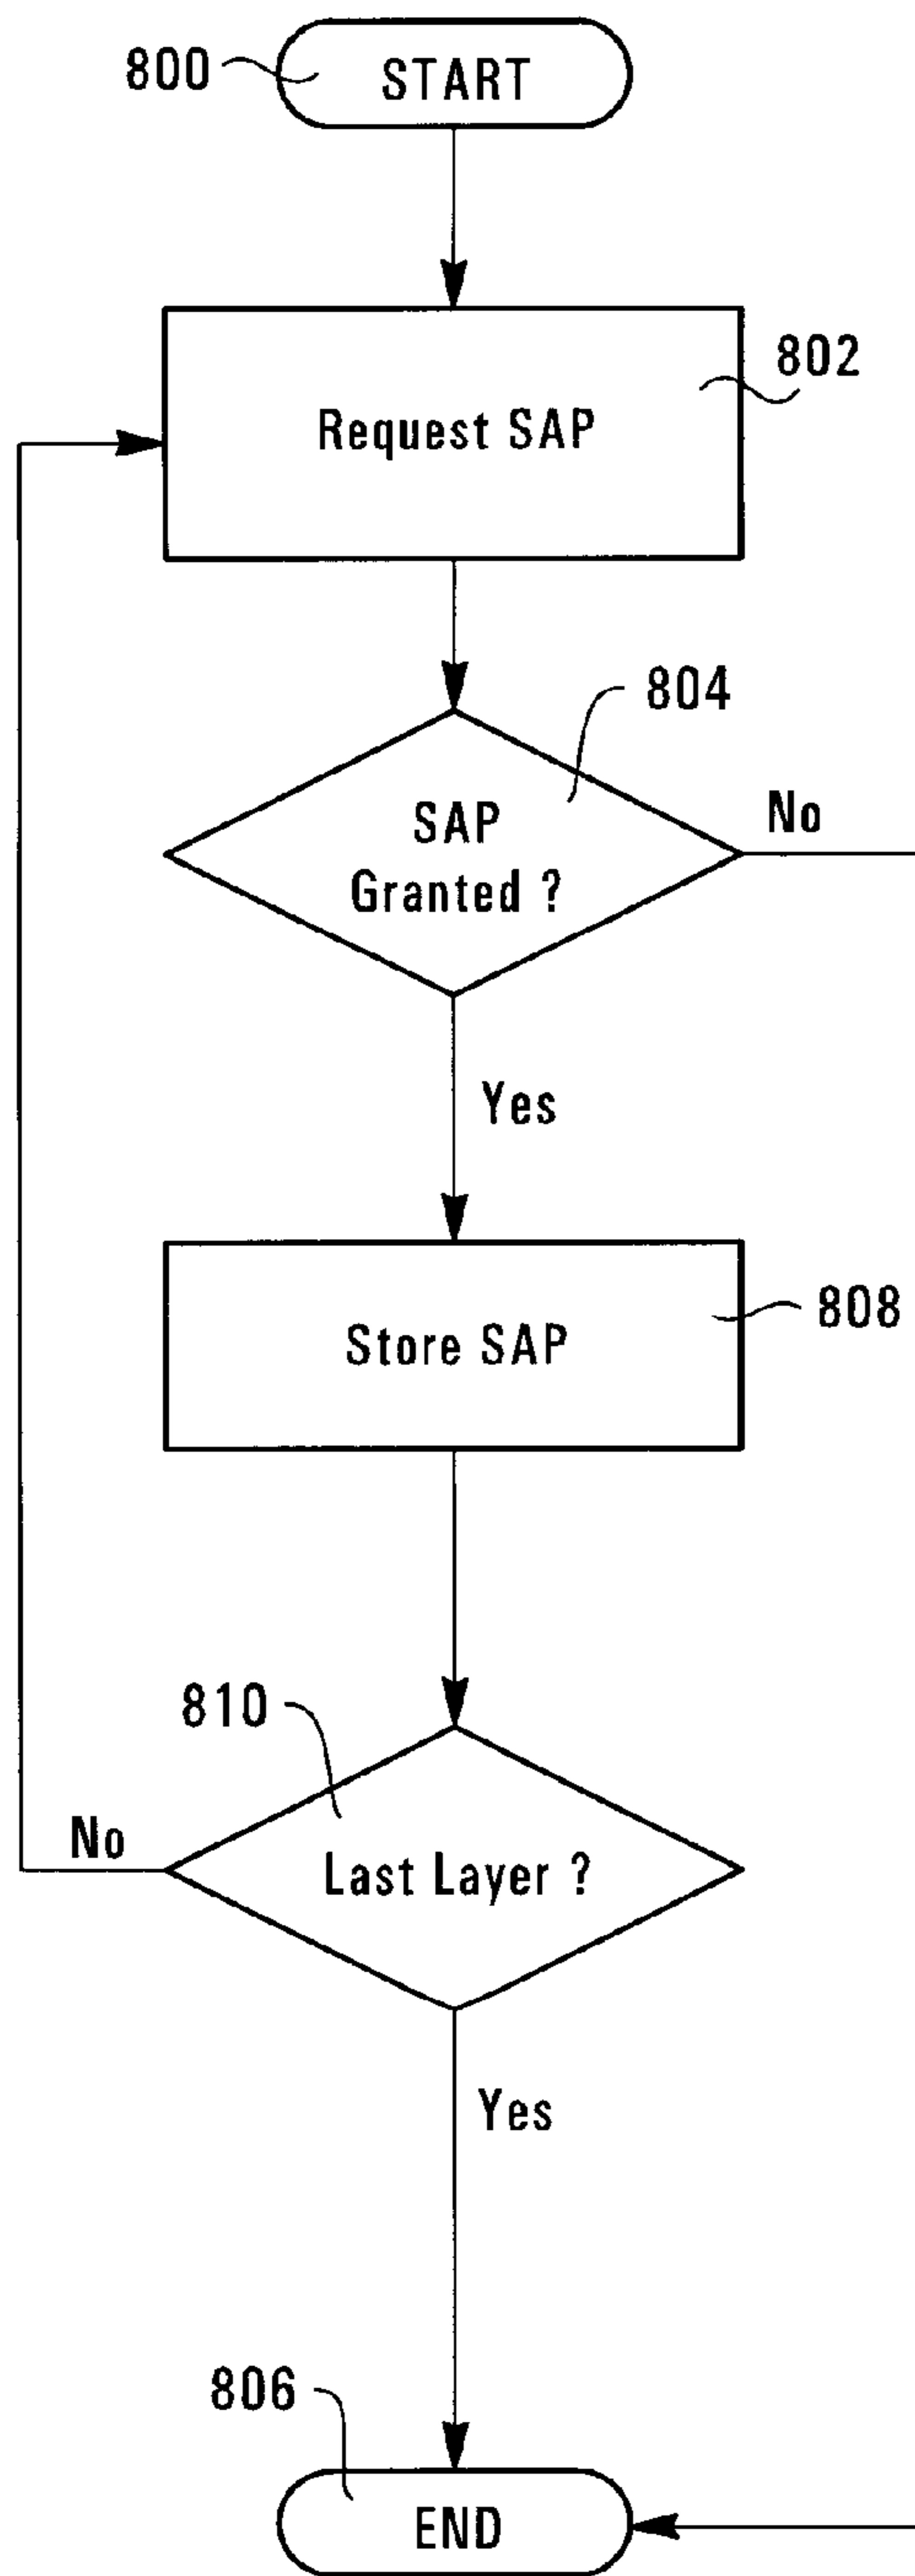 800
START
802
Request SAP
804
SAP
Granted ?
No
Yes
808
Store SAP
810
Last Layer ?
No
Yes
806
END